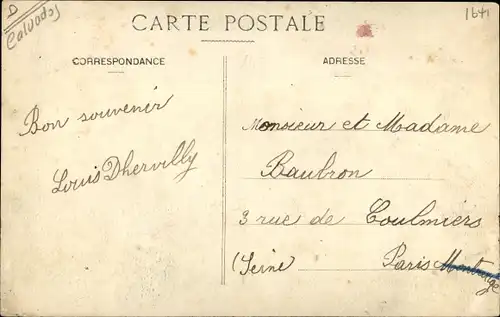 D
Calvados
1641
CARTE POSTALE
CORRESPONDANCE
ADRESSE
Bon souvenir
Louis Dhervilly
Monsieur et Madame
Baubron
3 rue de Coulmiers
Paris Montrouge
(Seine